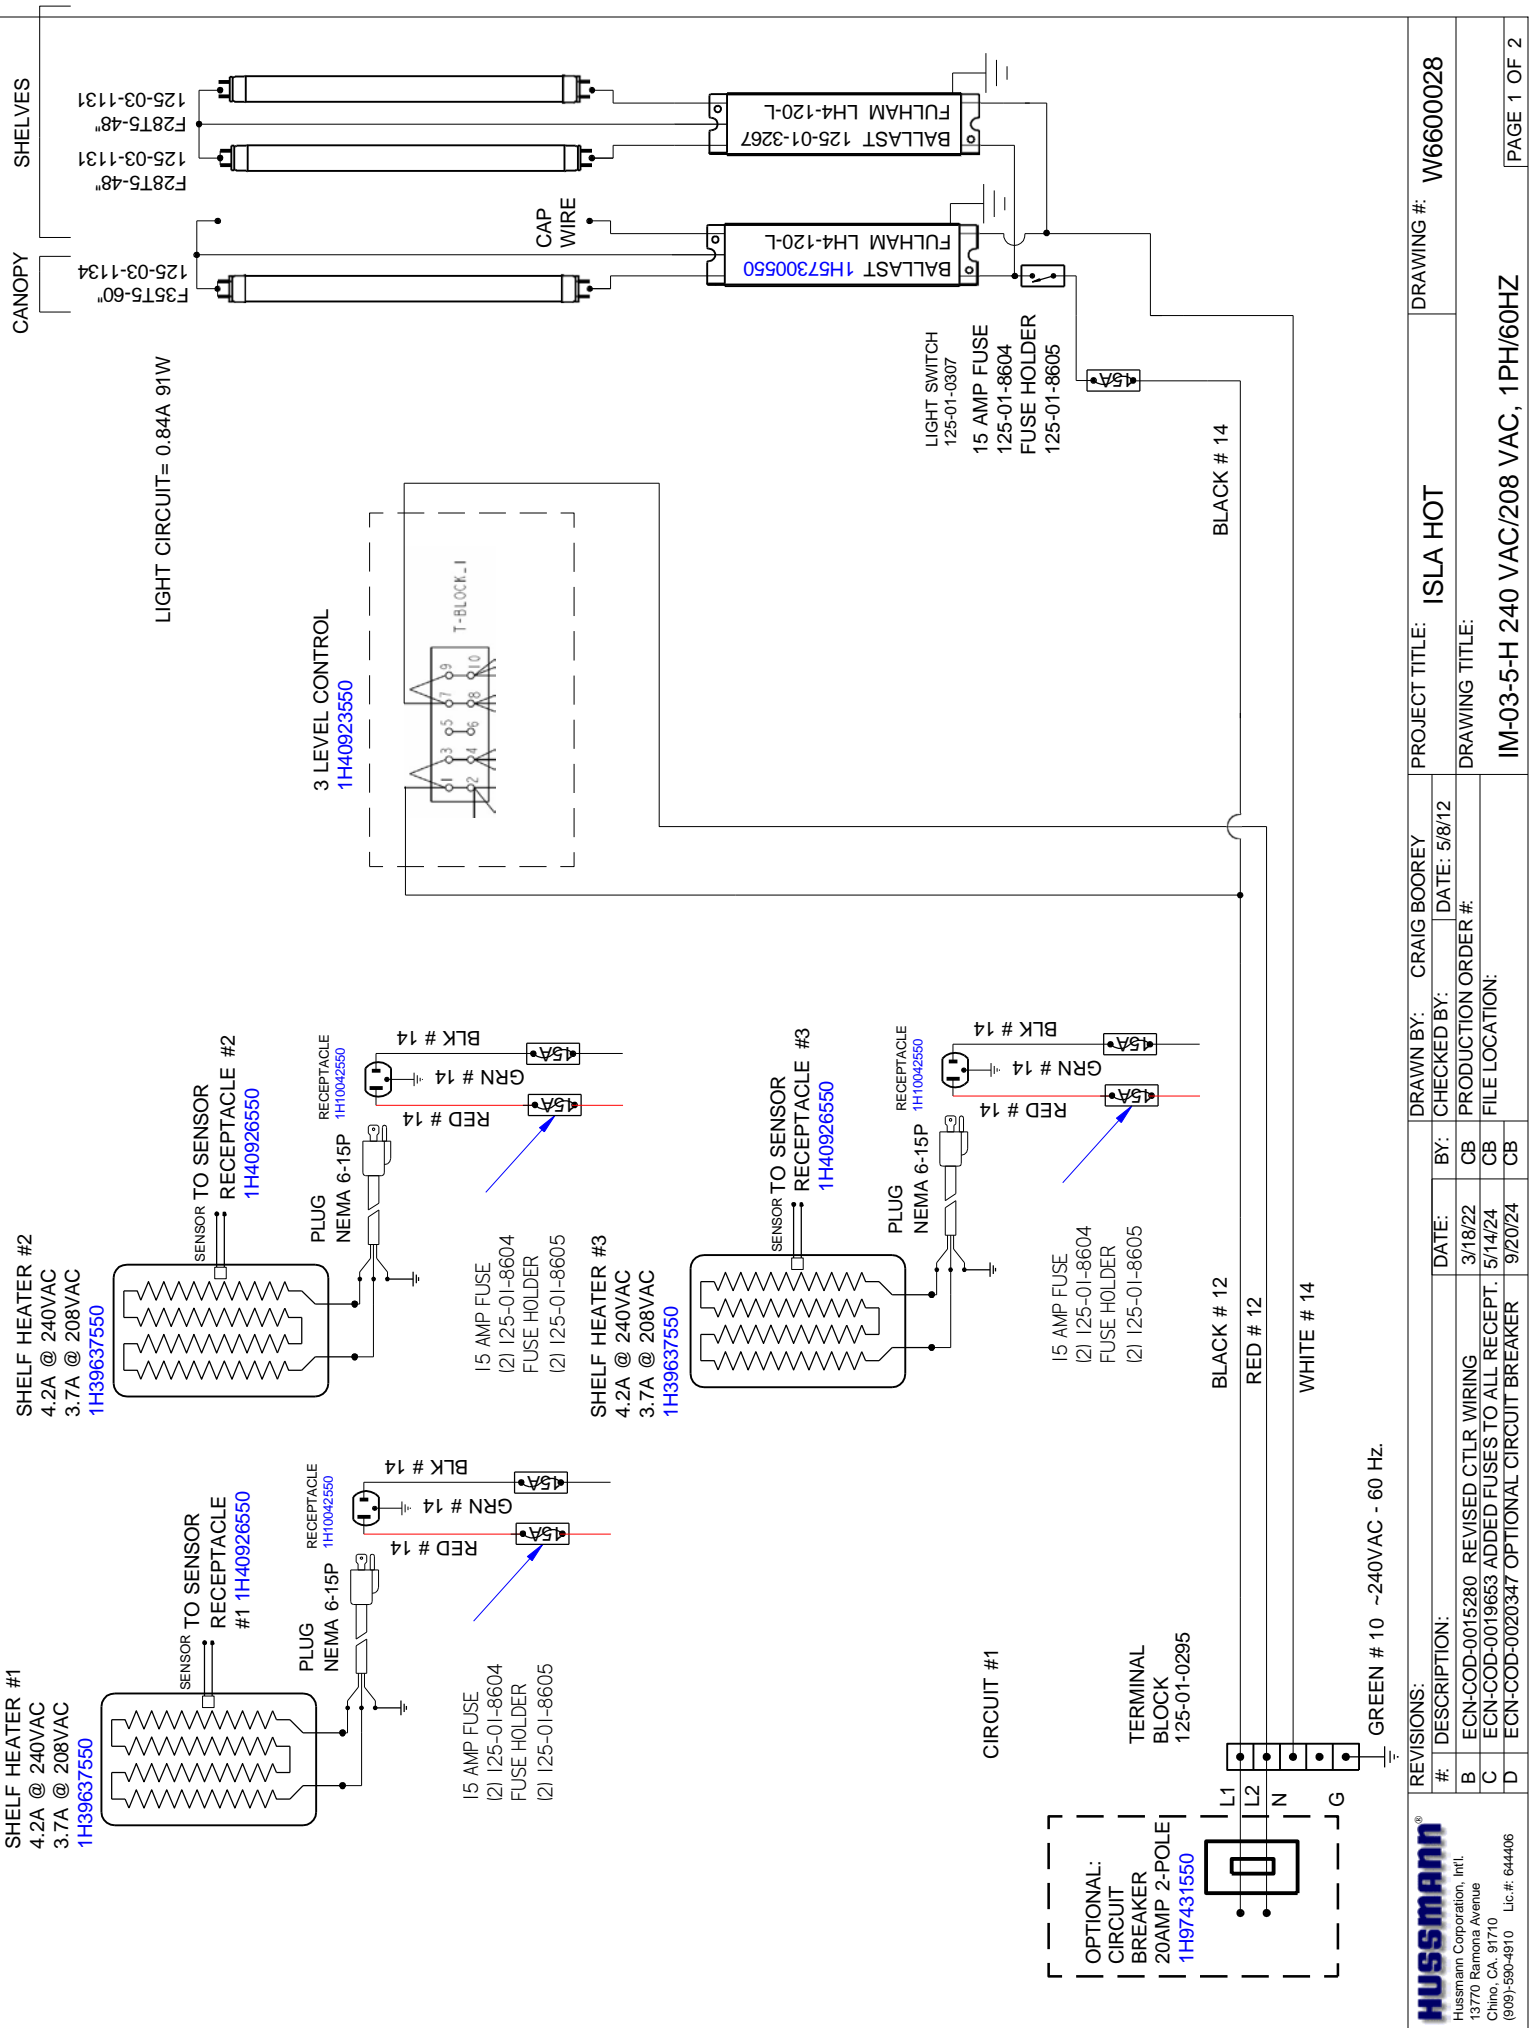 SHELF HEATER #1
4.2A @ 240VAC
3.7A @ 208VAC
1H39637550
SENSOR
TO SENSOR
RECEPTACLE
#1 1H40926550
PLUG
NEMA 6-15P
RECEPTACLE
1H10042550
RED # 14
GRN # 14
BLK # 14
15A
15A
15 AMP FUSE
(2) 125-01-8604
FUSE HOLDER
(2) 125-01-8605
SHELF HEATER #2
4.2A @ 240VAC
3.7A @ 208VAC
1H39637550
SENSOR
TO SENSOR
RECEPTACLE #2
1H40926550
PLUG
NEMA 6-15P
RECEPTACLE
1H10042550
RED # 14
GRN # 14
BLK # 14
15A
15A
15 AMP FUSE
(2) 125-01-8604
FUSE HOLDER
(2) 125-01-8605
SHELF HEATER #3
4.2A @ 240VAC
3.7A @ 208VAC
1H39637550
SENSOR
TO SENSOR
RECEPTACLE #3
1H40926550
PLUG
NEMA 6-15P
RECEPTACLE
1H10042550
RED # 14
GRN # 14
BLK # 14
15A
15A
15 AMP FUSE
(2) 125-01-8604
FUSE HOLDER
(2) 125-01-8605
3 LEVEL CONTROL
1H40923550
1 3 5 7 9
2 4 6 8 10
T-BLOCK_1
LIGHT CIRCUIT= 0.84A 91W
CANOPY
SHELVES
F35T5-60"
125-03-1134
F28T5-48"
125-03-1131
F28T5-48"
125-03-1131
CAP
WIRE
BALLAST 1H57300550
FULHAM LH4-120-L
BALLAST 125-01-3267
FULHAM LH4-120-L
LIGHT SWITCH
125-01-0307
15 AMP FUSE
125-01-8604
FUSE HOLDER
125-01-8605
15A
BLACK # 14
CIRCUIT #1
TERMINAL
BLOCK
125-01-0295
BLACK # 12
RED # 12
WHITE # 14
OPTIONAL:
CIRCUIT
BREAKER
20AMP 2-POLE
1H97431550
L1
L2
N
G
GREEN # 10 ~240VAC - 60 Hz.
HUSSMANN®
Hussmann Corporation, Int'l.
13770 Ramona Avenue
Chino, CA. 91710
(909)-590-4910 Lic.#: 644406
REVISIONS:
#: DESCRIPTION: DATE: BY:
B ECN-COD-0015280 REVISED CTLR WIRING 3/18/22 CB
C ECN-COD-0019653 ADDED FUSES TO ALL RECEPT. 5/14/24 CB
D ECN-COD-0020347 OPTIONAL CIRCUIT BREAKER 9/20/24 CB
DRAWN BY: CRAIG BOOREY
CHECKED BY: DATE: 5/8/12
PRODUCTION ORDER #:
FILE LOCATION:
PROJECT TITLE:
ISLA HOT
DRAWING #:
W6600028
DRAWING TITLE:
IM-03-5-H 240 VAC/208 VAC, 1PH/60HZ
PAGE 1 OF 2